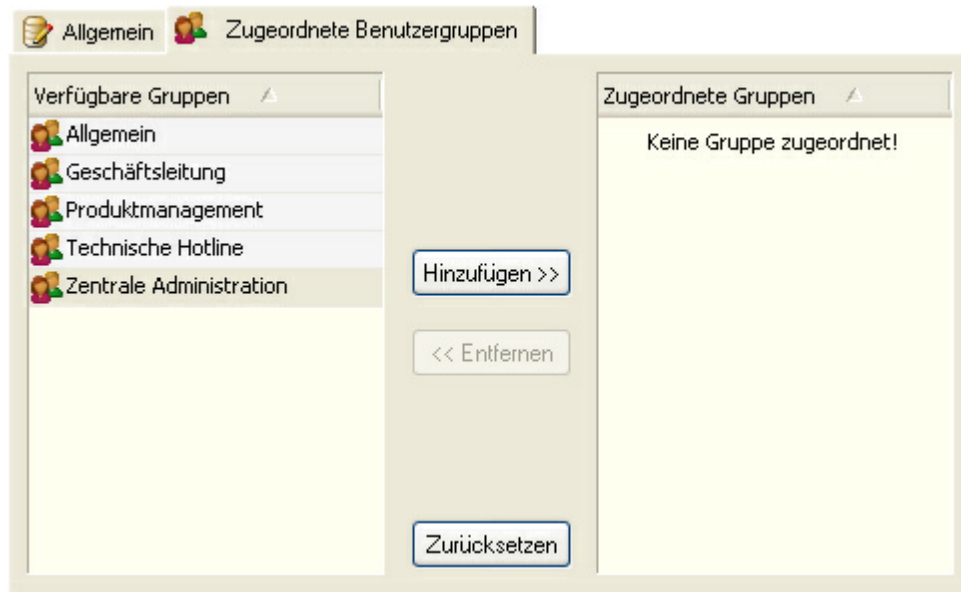 Allgemein
Zugeordnete Benutzergruppen
Verfügbare Gruppen
Allgemein
Geschäftsleitung
Produktmanagement
Technische Hotline
Zentrale Administration
Hinzufügen >>
<< Entfernen
Zurücksetzen
Zugeordnete Gruppen
Keine Gruppe zugeordnet!